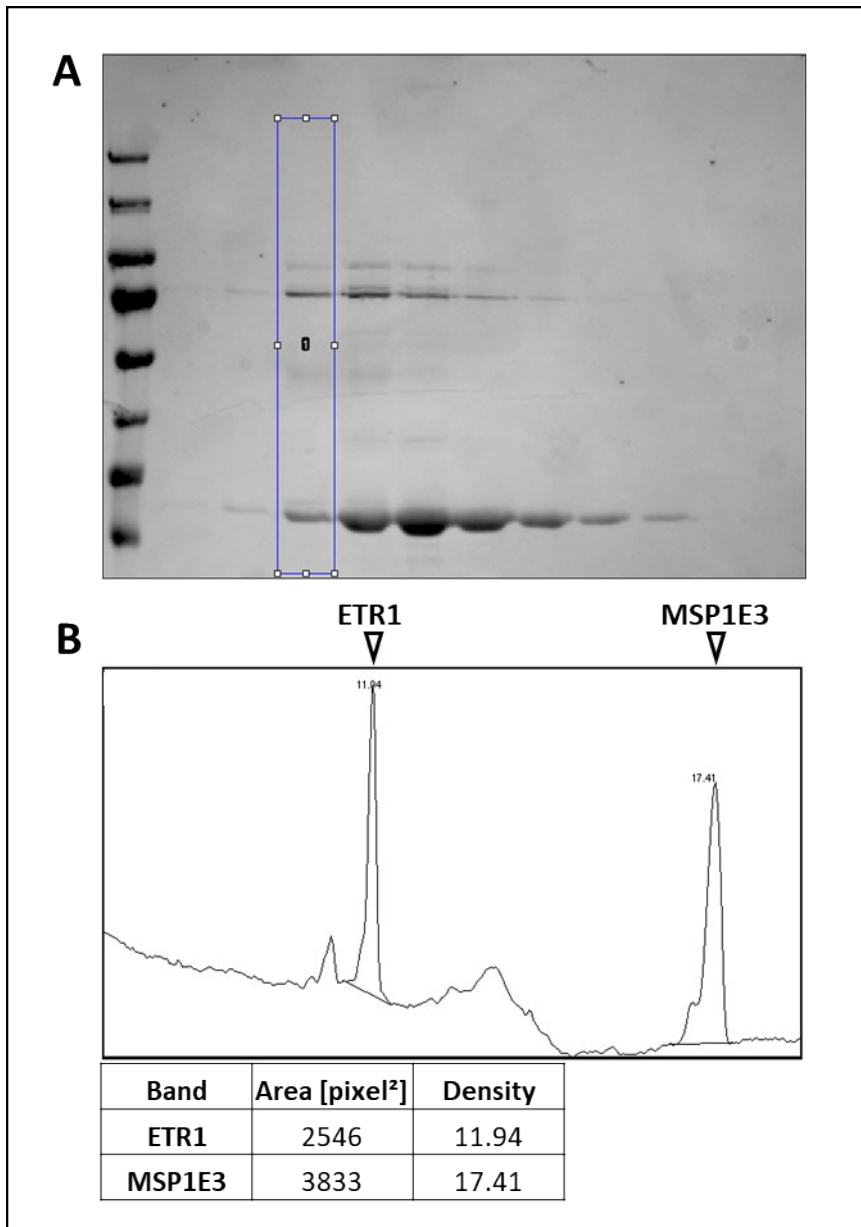 A
1
B
ETR1 MSP1E3
11.94
17.41
Band Area [pixel²] Density
ETR1 2546 11.94
MSP1E3 3833 17.41